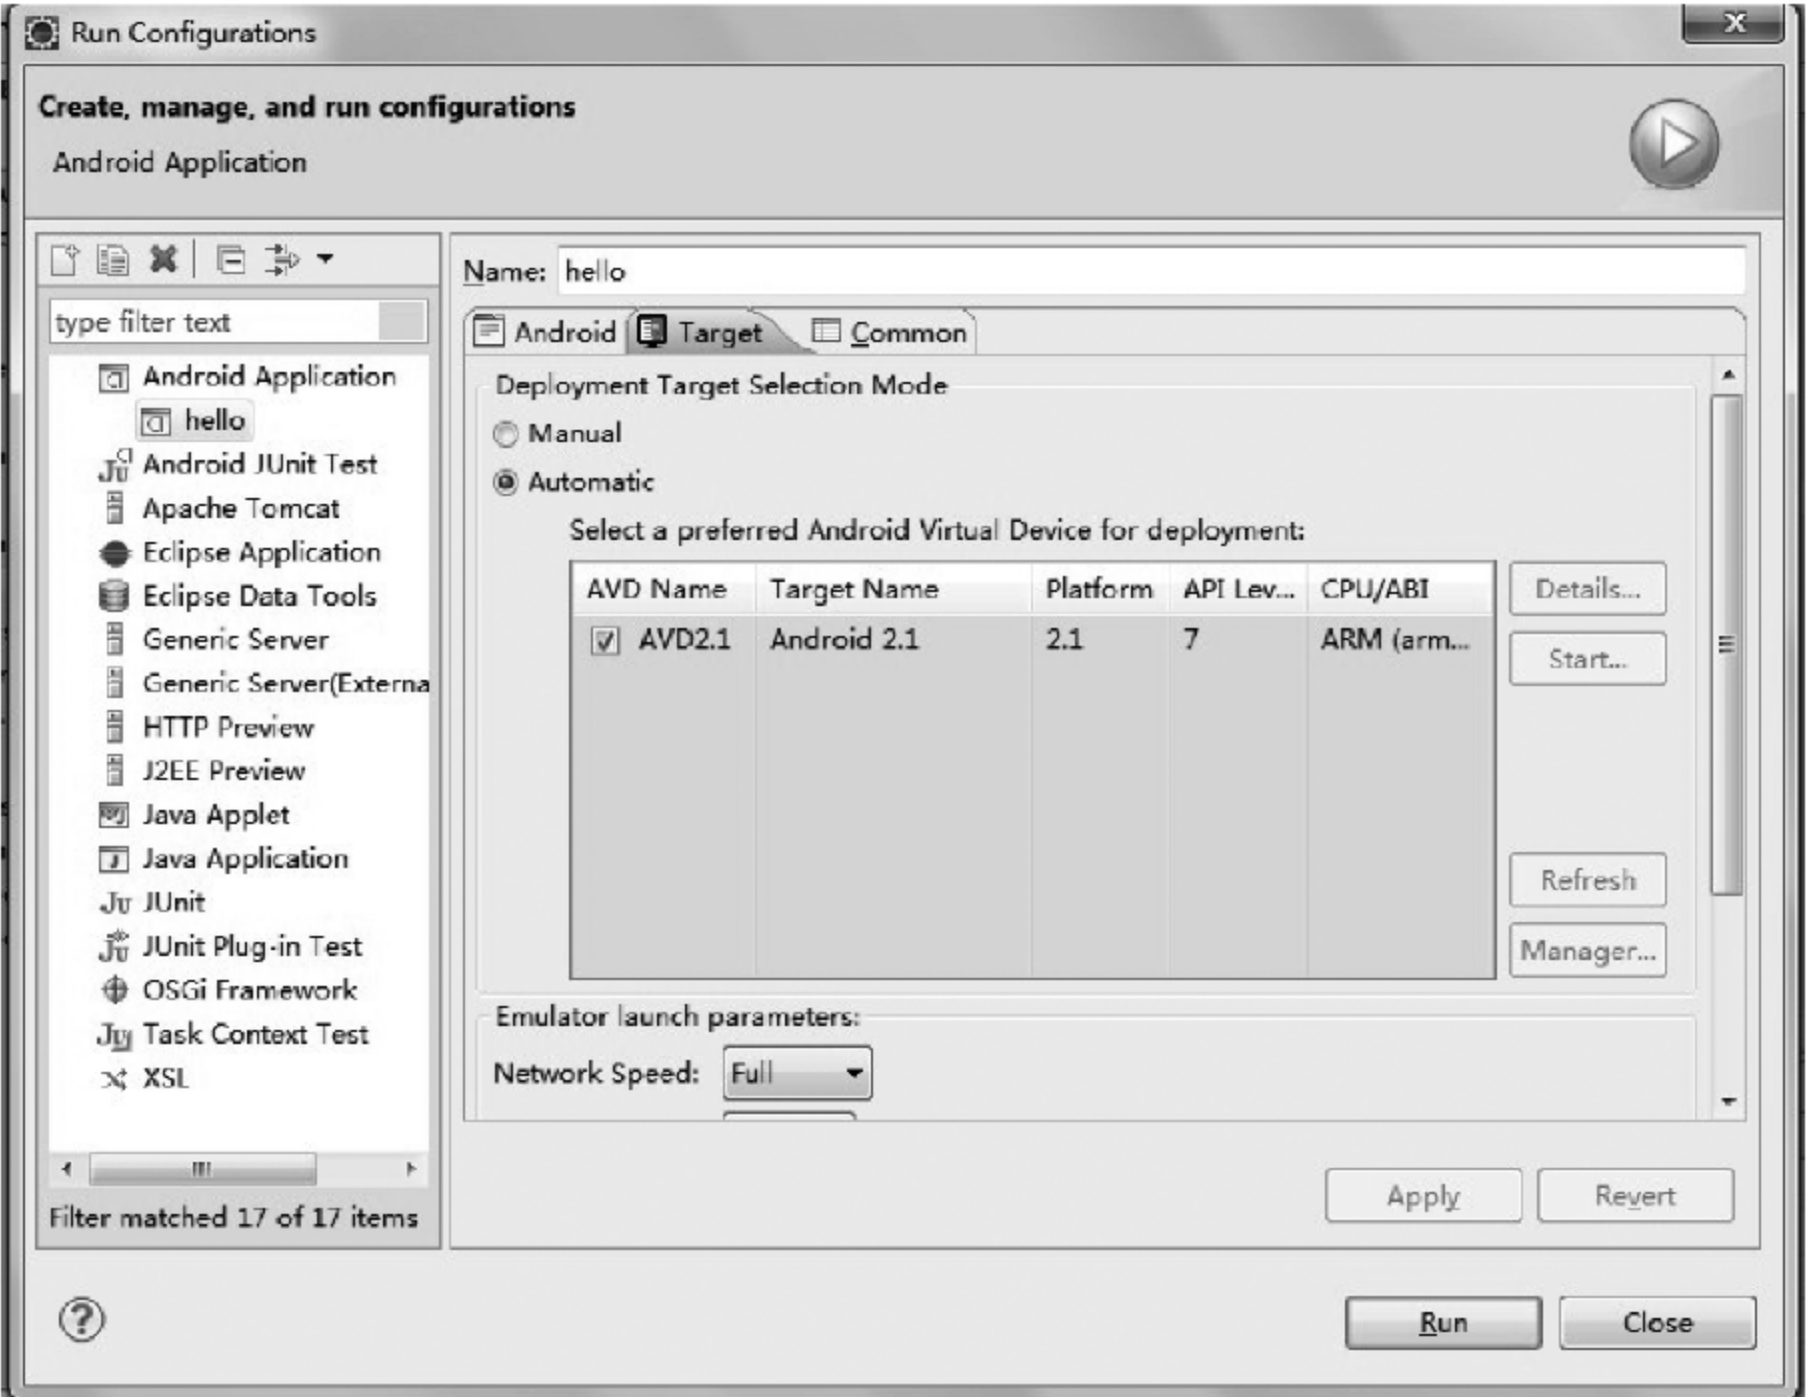 Run Configurations
x
Create, manage, and run configurations
Android Application
type filter text
Android Application
hello
Android JUnit Test
Apache Tomcat
Eclipse Application
Eclipse Data Tools
Generic Server
Generic Server(Externa
HTTP Preview
J2EE Preview
Java Applet
Java Application
JUnit
JUnit Plug-in Test
OSGi Framework
Task Context Test
XSL
Filter matched 17 of 17 items
Name: hello
Android Target Common
Deployment Target Selection Mode
Manual
Automatic
Select a preferred Android Virtual Device for deployment:
AVD Name Target Name Platform API Lev... CPU/ABI
AVD2.1 Android 2.1 2.1 7 ARM (arm...
Details...
Start...
Refresh
Manager...
Emulator launch parameters:
Network Speed: Full
Apply Revert
? Run Close